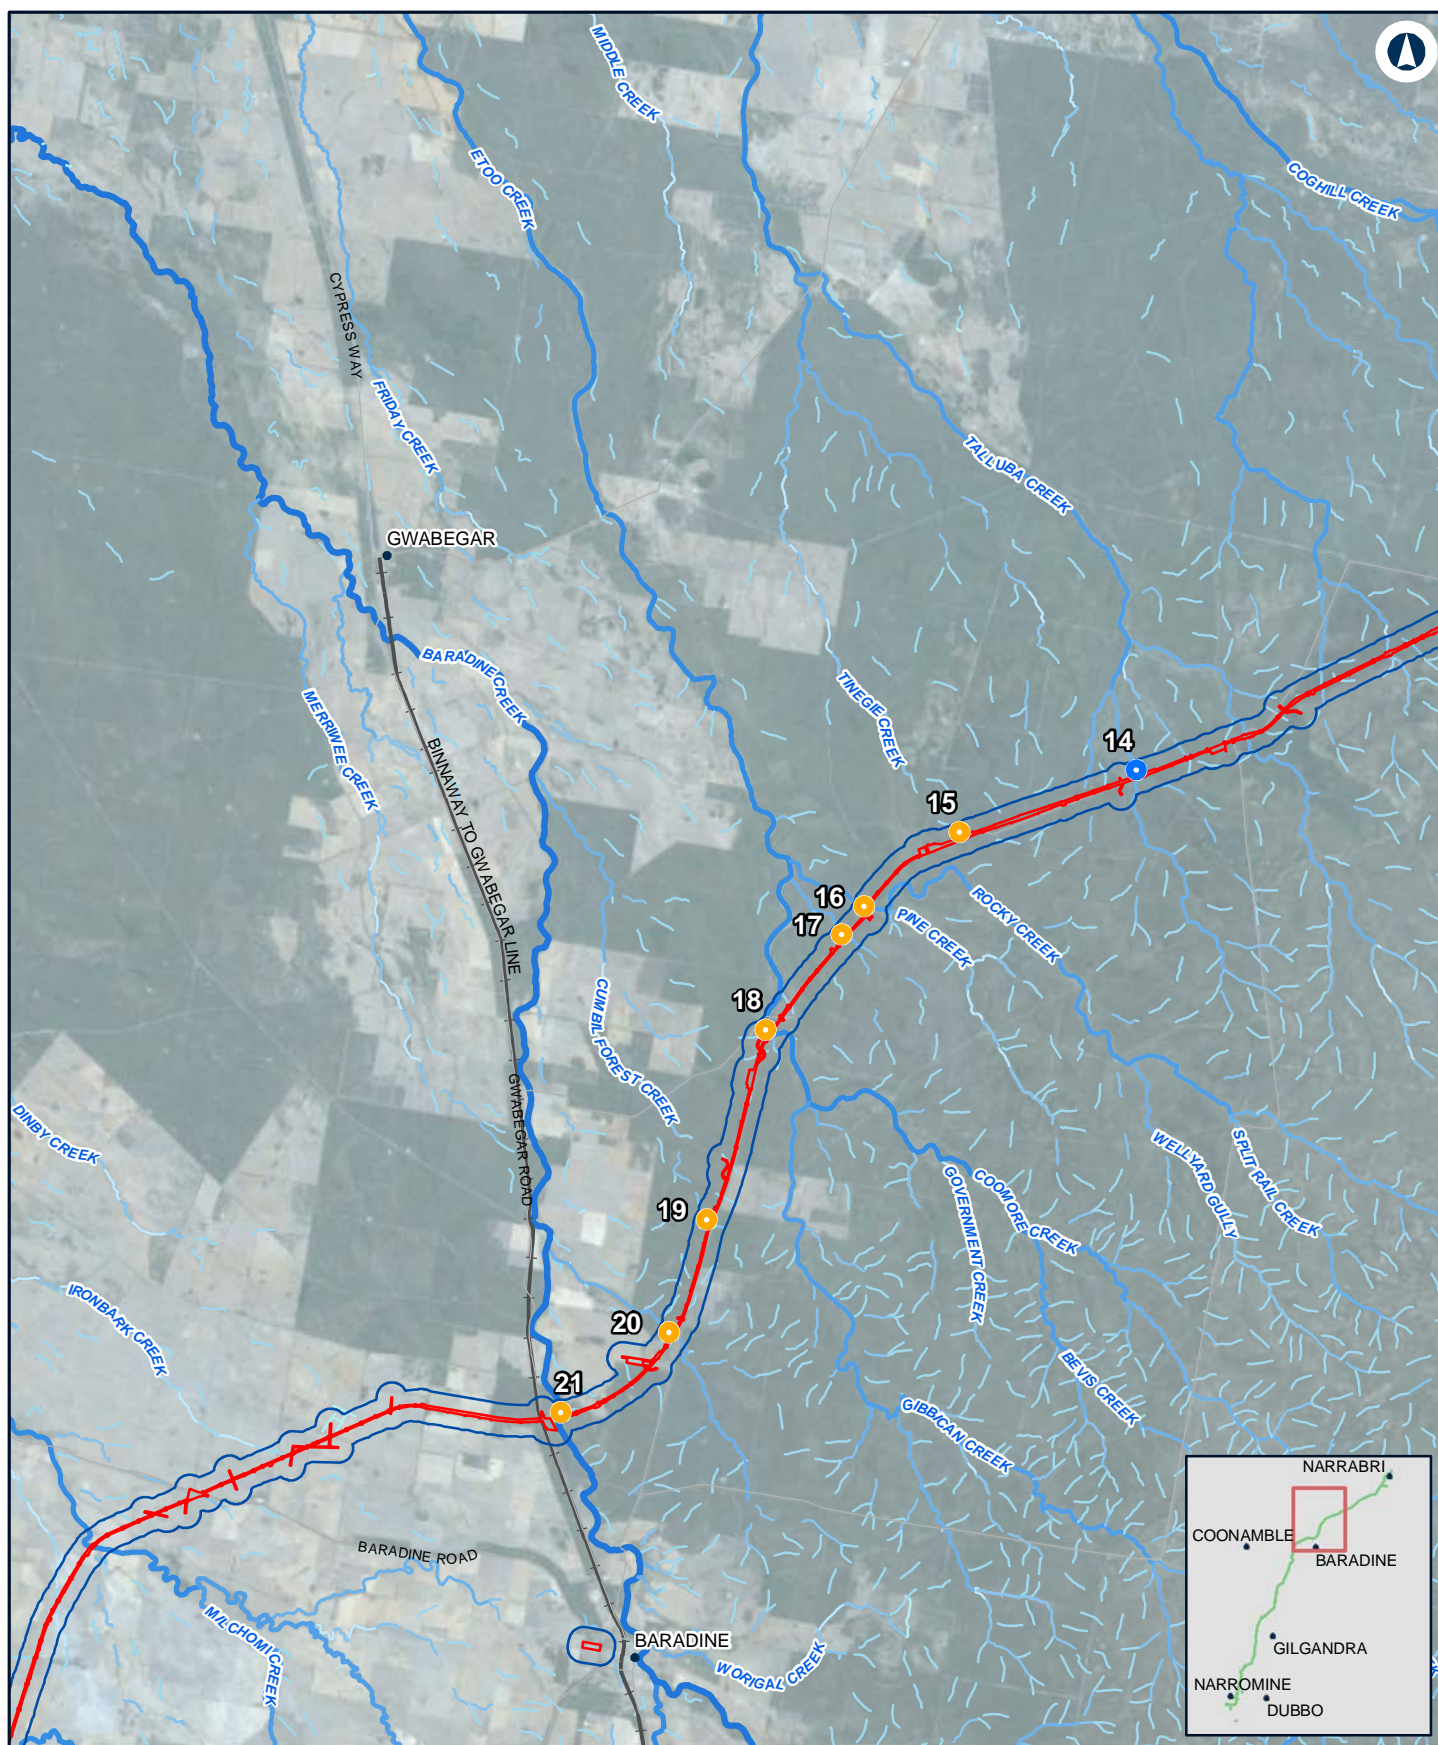 MIDDLE CREEK
ETOO CREEK
COGHILL CREEK
CYPRESS WAY
FRIDAY CREEK
TALLUBA CREEK
GWABEGAR
BARADINE CREEK
MERRIWEE CREEK
TINEGIE CREEK
BINNAWAY TO GWABEGAR LINE
14
15
16
17
PINE CREEK
ROCKY CREEK
18
CUMBIL FOREST CREEK
GWABEGAR ROAD
DINBY CREEK
WELLYARD GULLY
SPLIT RAIL CREEK
GOVERNMENT CREEK
COOMORE CREEK
19
IRONBARK CREEK
20
21
BEVIS CREEK
GIBBICAN CREEK
BARADINE ROAD
MILCHOMI CREEK
BARADINE
WORIGAL CREEK
NARRABRI
COONAMBLE
BARADINE
GILGANDRA
NARROMINE
DUBBO